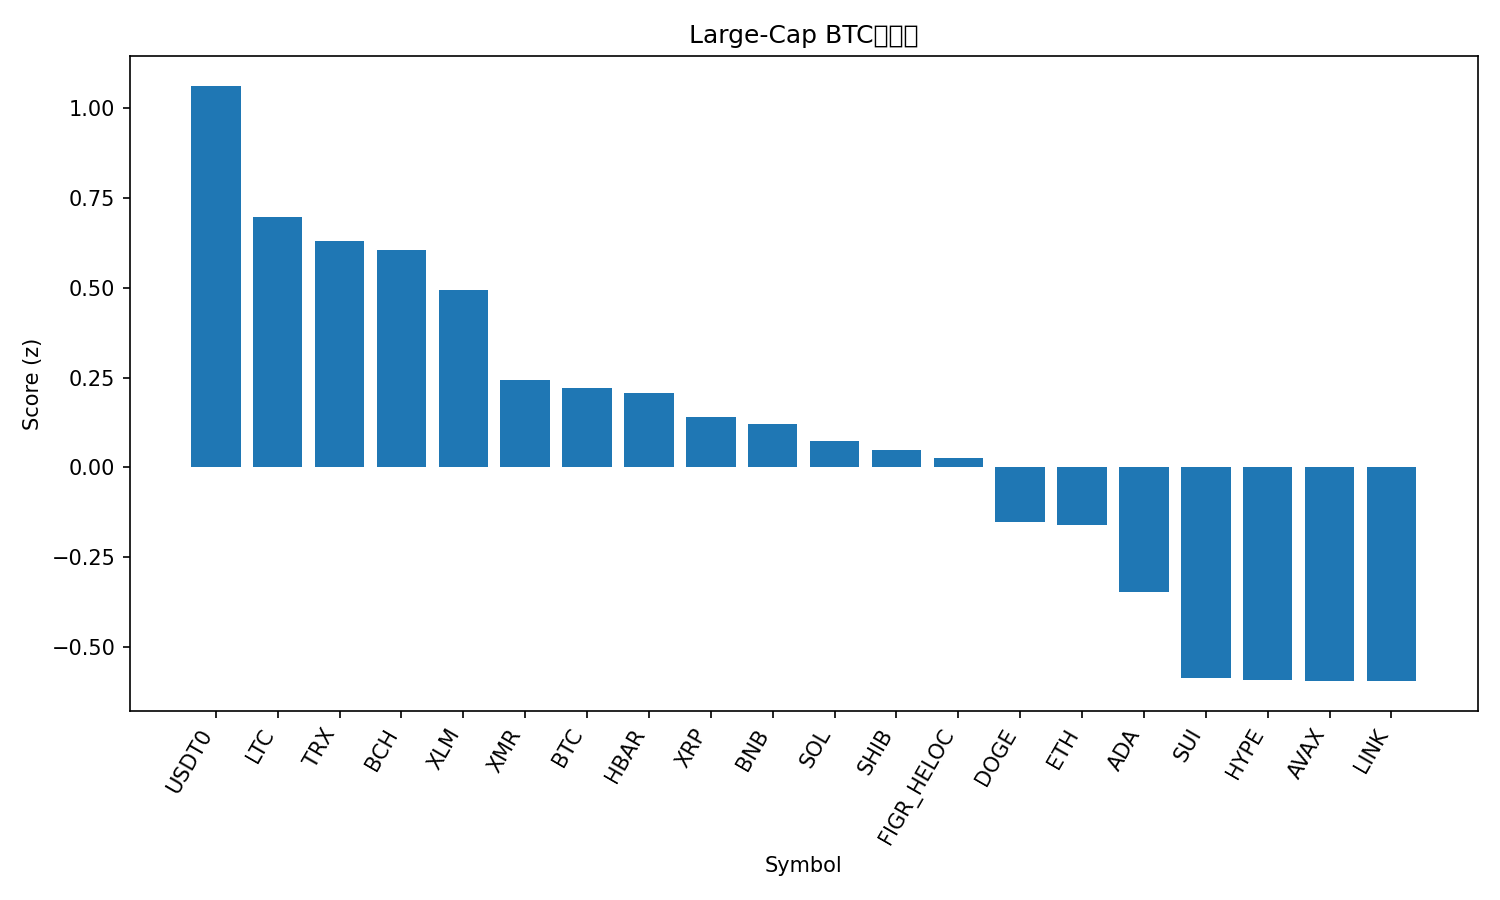 Large-Cap BTC
1.00
0.75
0.50
0.25
0.00
−0.25
−0.50
Score (z)
USDT0
LTC
TRX
BCH
XLM
XMR
BTC
HBAR
XRP
BNB
SOL
SHIB
FIGR_HELOC
DOGE
ETH
ADA
SUI
HYPE
AVAX
LINK
Symbol